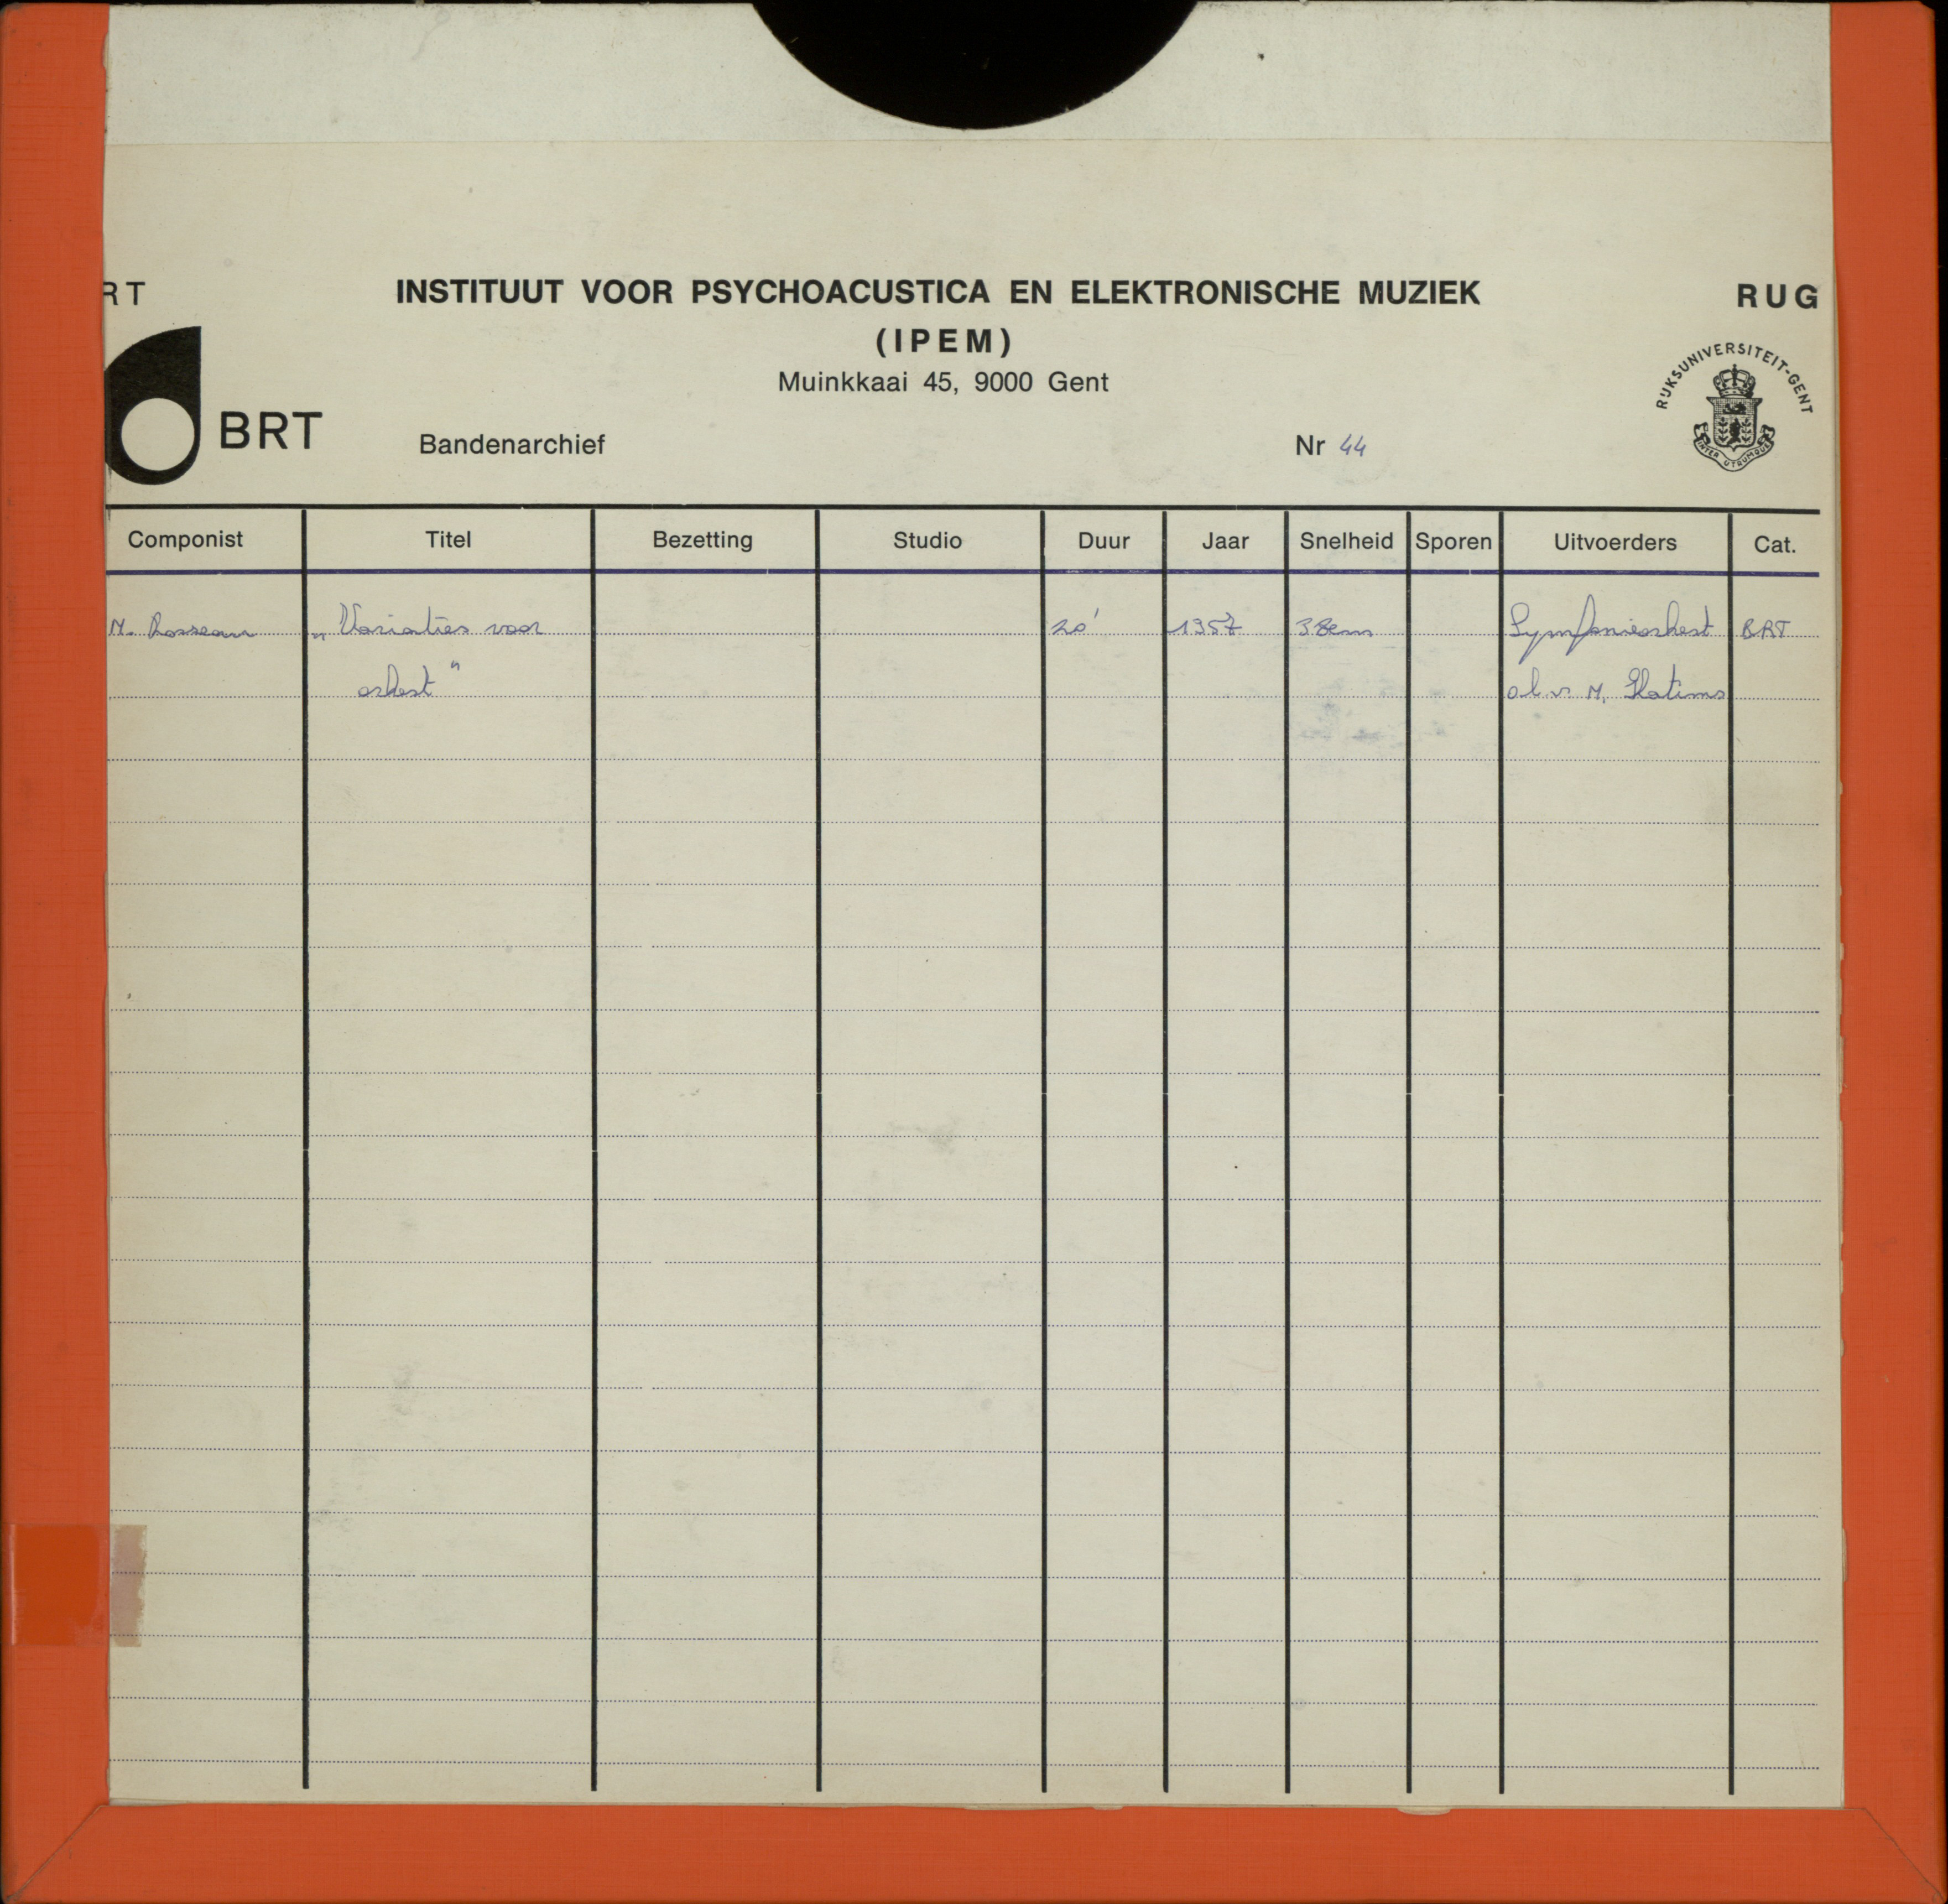 RT
INSTITUUT VOOR PSYCHOACUSTICA EN ELEKTRONISCHE MUZIEK
RUG
(IPEM)
Muinkkaai 45, 9000 Gent
RIJKSUNIVERSITEIT-GENT
INTER UTRUMQUE
BRT
Bandenarchief
Nr 44
Componist Titel Bezetting Studio Duur Jaar Snelheid Sporen Uitvoerders Cat.
M. Rosseau „Variaties voor 20' 1957 38cm Symfonieorkest BRT
orkest" o.l.v. M.